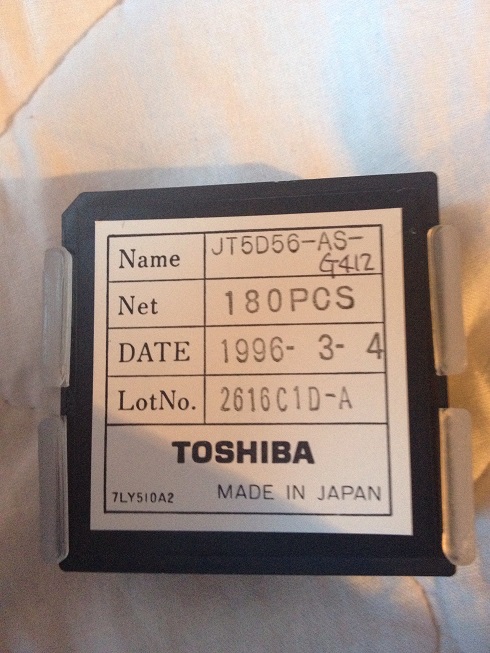 Name JT5D56-AS-
G412
Net 180PCS
DATE 1996- 3- 4
LotNo. 2616C1D-A
TOSHIBA
7LY510A2 MADE IN JAPAN